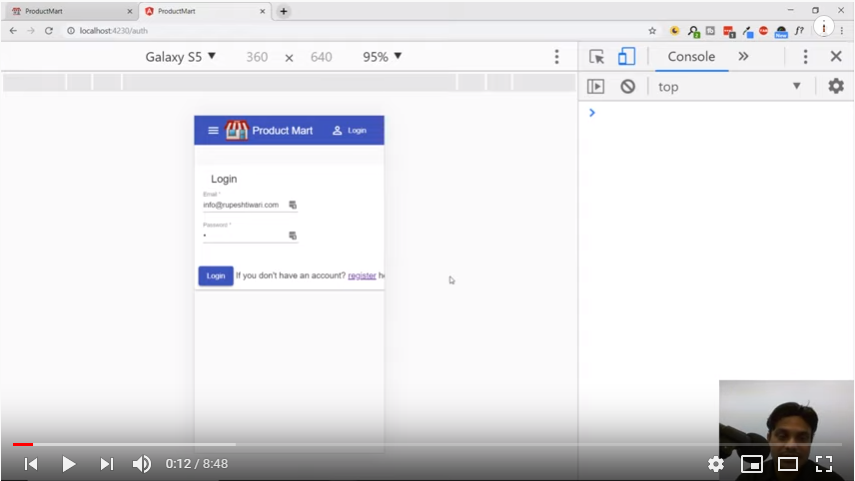 ProductMart
ProductMart
localhost:4230/auth
Galaxy S5 360 × 640 95%
Console
top
Product Mart Login
Login
Email *
info@rupeshtiwari.com
Password *
Login If you don't have an account? register
0:12 / 8:48